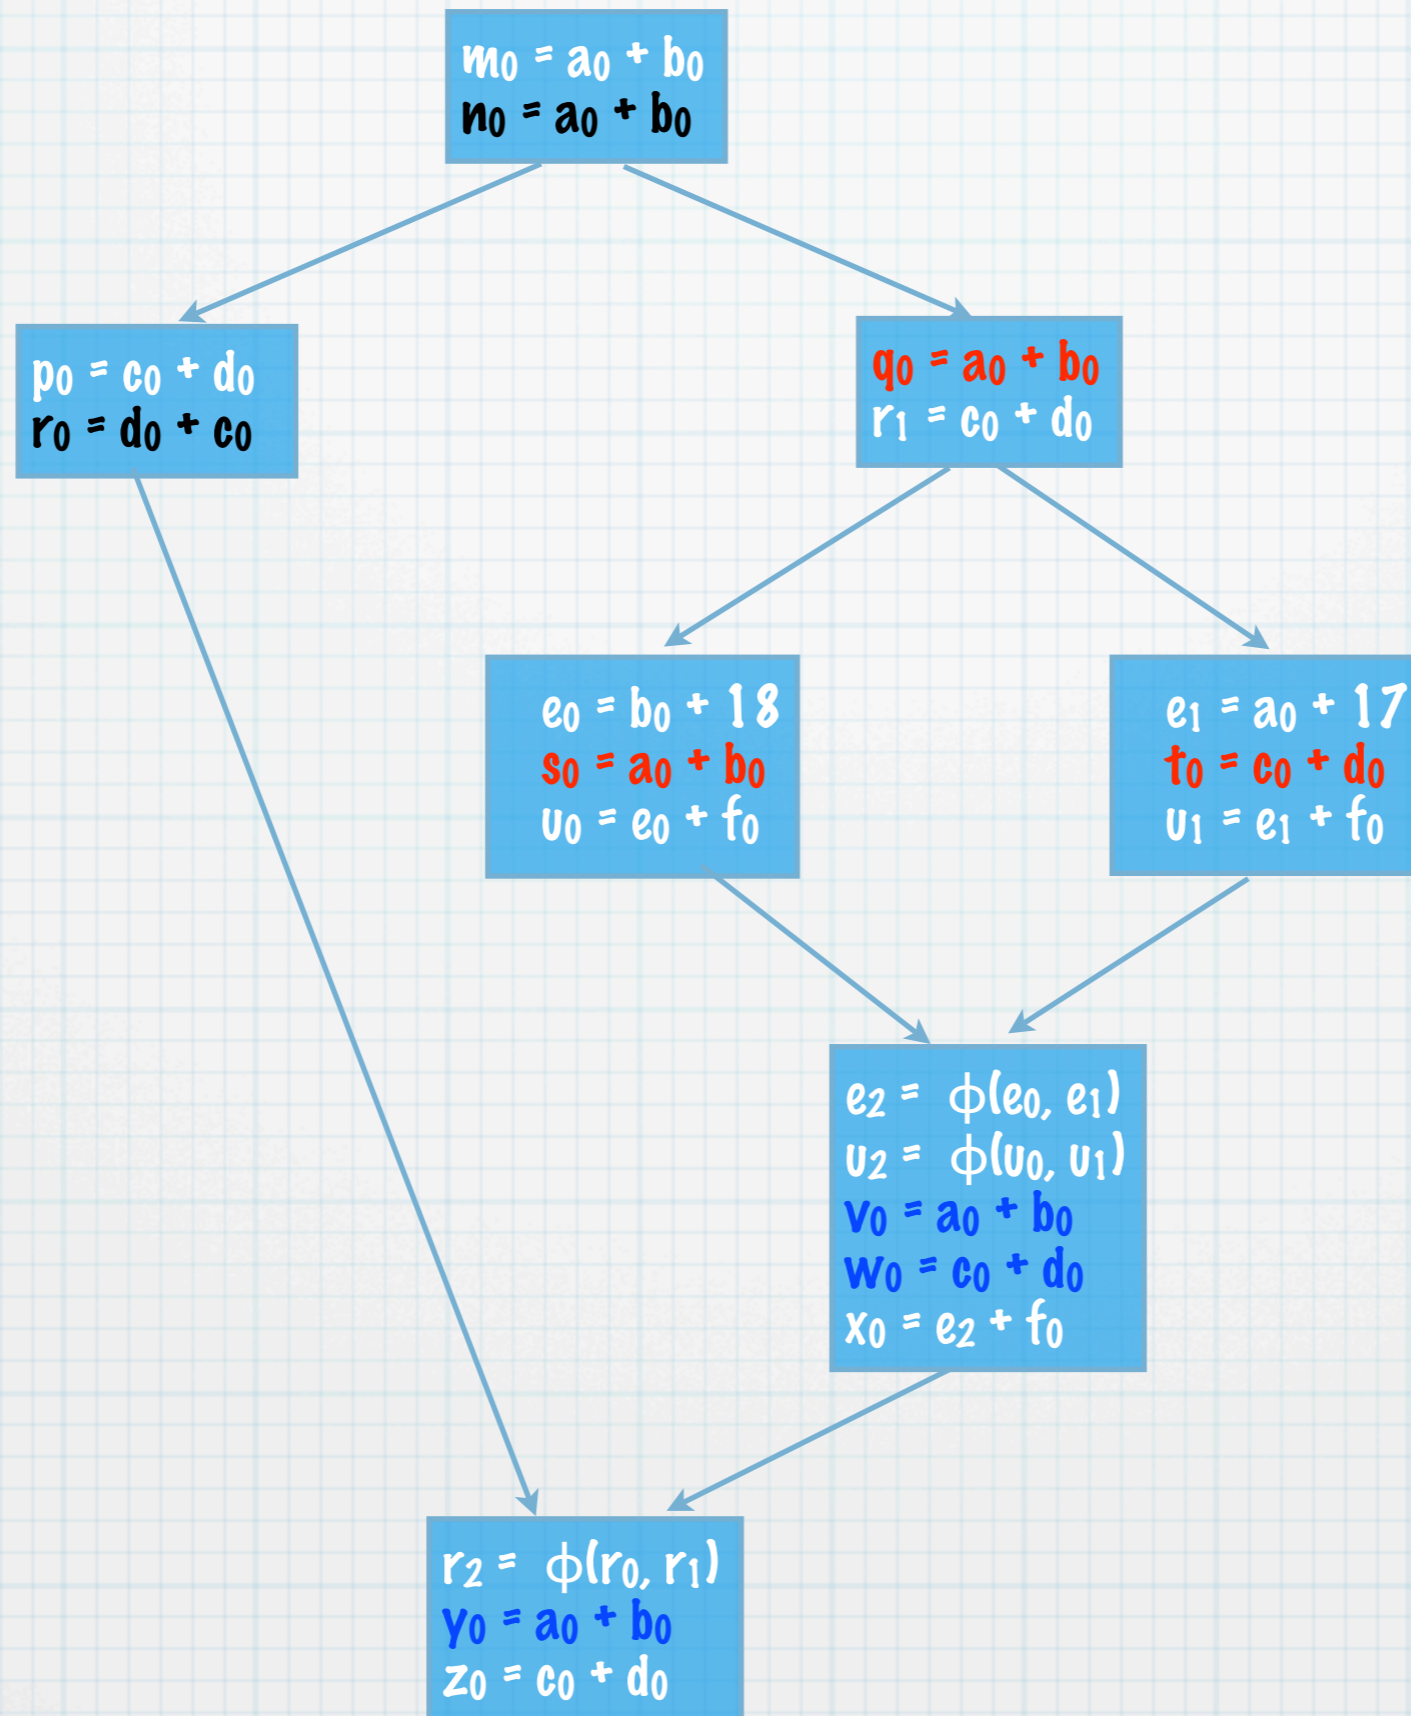 m₀ = a₀ + b₀
n₀ = a₀ + b₀
p₀ = c₀ + d₀
r₀ = d₀ + c₀
q₀ = a₀ + b₀
r₁ = c₀ + d₀
e₀ = b₀ + 18
s₀ = a₀ + b₀
u₀ = e₀ + f₀
e₁ = a₀ + 17
t₀ = c₀ + d₀
u₁ = e₁ + f₀
e₂ = ϕ(e₀, e₁)
u₂ = ϕ(u₀, u₁)
v₀ = a₀ + b₀
w₀ = c₀ + d₀
x₀ = e₂ + f₀
r₂ = ϕ(r₀, r₁)
y₀ = a₀ + b₀
z₀ = c₀ + d₀